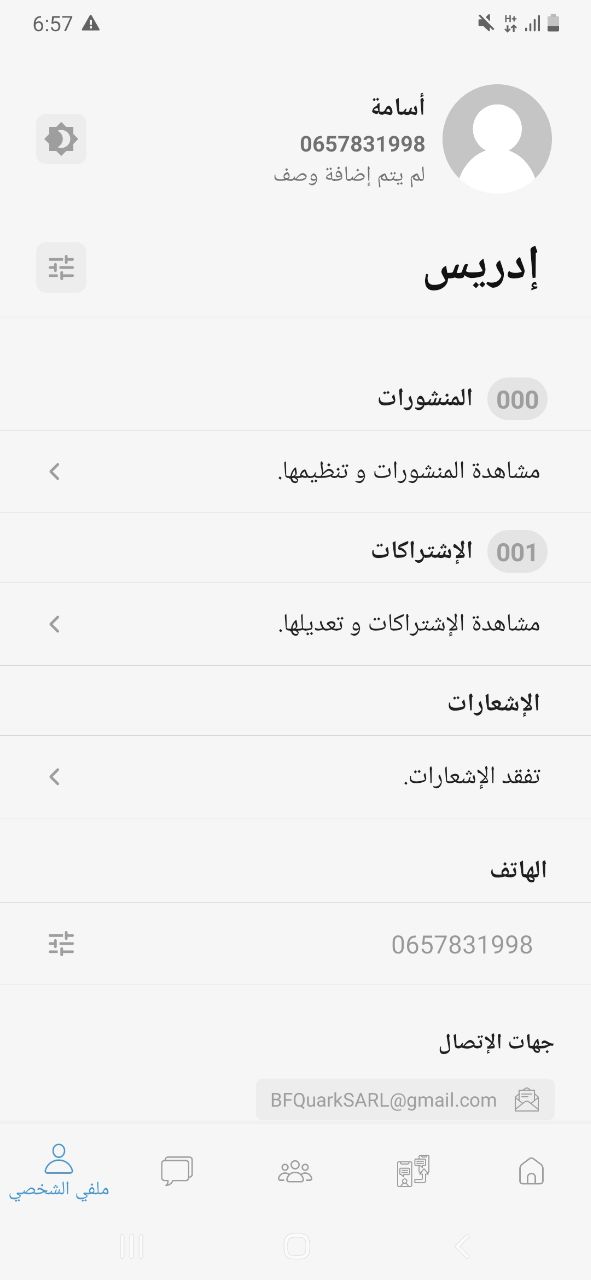 6:57
H+
أسامة
0657831998
لم يتم إضافة وصف
إدريس
000 المنشورات
مشاهدة المنشورات و تنظيمها.
001 الإشتراكات
مشاهدة الإشتراكات و تعديلها.
الإشعارات
تفقد الإشعارات.
الهاتف
0657831998
جهات الإتصال
BFQuarkSARL@gmail.com
ملفي الشخصي